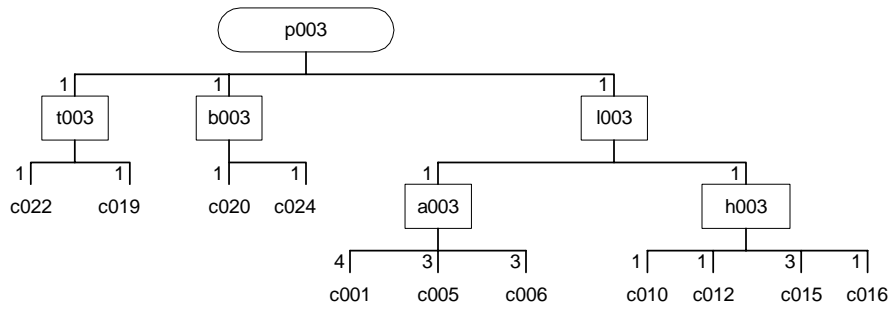 p003
1 1 1
t003 b003 l003
1 1 1 1 1 1
c022 c019 c020 c024 a003 h003
4 3 3 1 1 3 1
c001 c005 c006 c010 c012 c015 c016